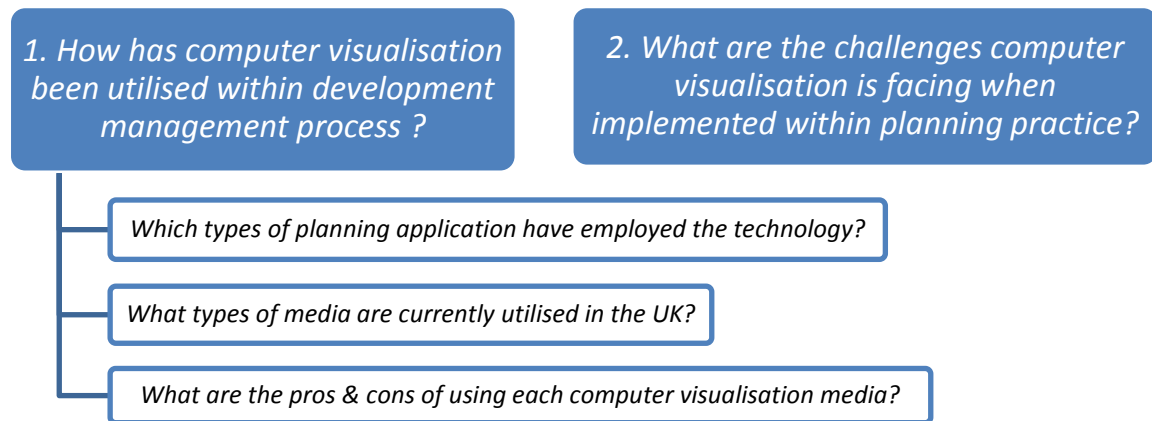 1. How has computer visualisation
been utilised within development
management process ?
2. What are the challenges computer
visualisation is facing when
implemented within planning practice?
Which types of planning application have employed the technology?
What types of media are currently utilised in the UK?
What are the pros & cons of using each computer visualisation media?